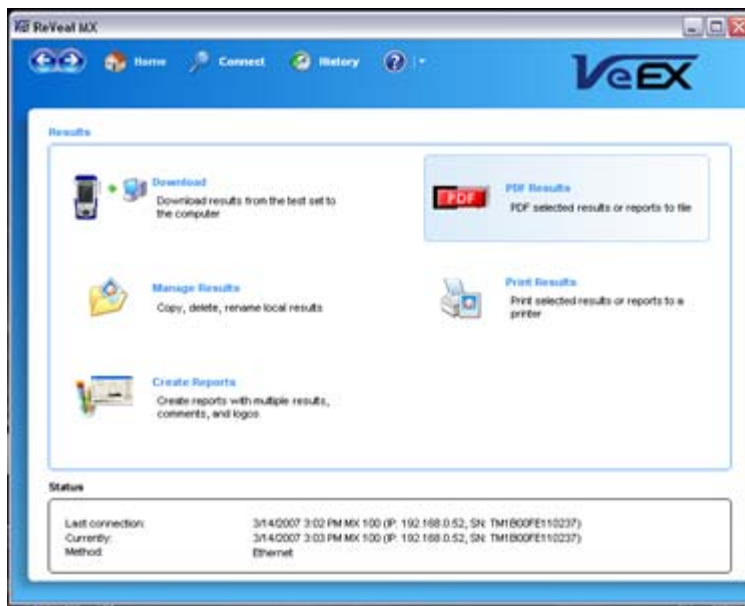 ReVeal MX
Home
Connect
History
?
VeEX
Results
Download
Download results from the test set to
the computer
PDF
PDF Results
PDF selected results or reports to file
Manage Results
Copy, delete, rename local results
Print Results
Print selected results or reports to a
printer
Create Reports
Create reports with multiple results,
comments, and logos
Status
Last connection: 3/14/2007 3:02 PM MX 100 (IP: 192.168.0.52, SN: TM1B00FE110237)
Currently: 3/14/2007 3:03 PM MX 100 (IP: 192.168.0.52, SN: TM1B00FE110237)
Method: Ethernet